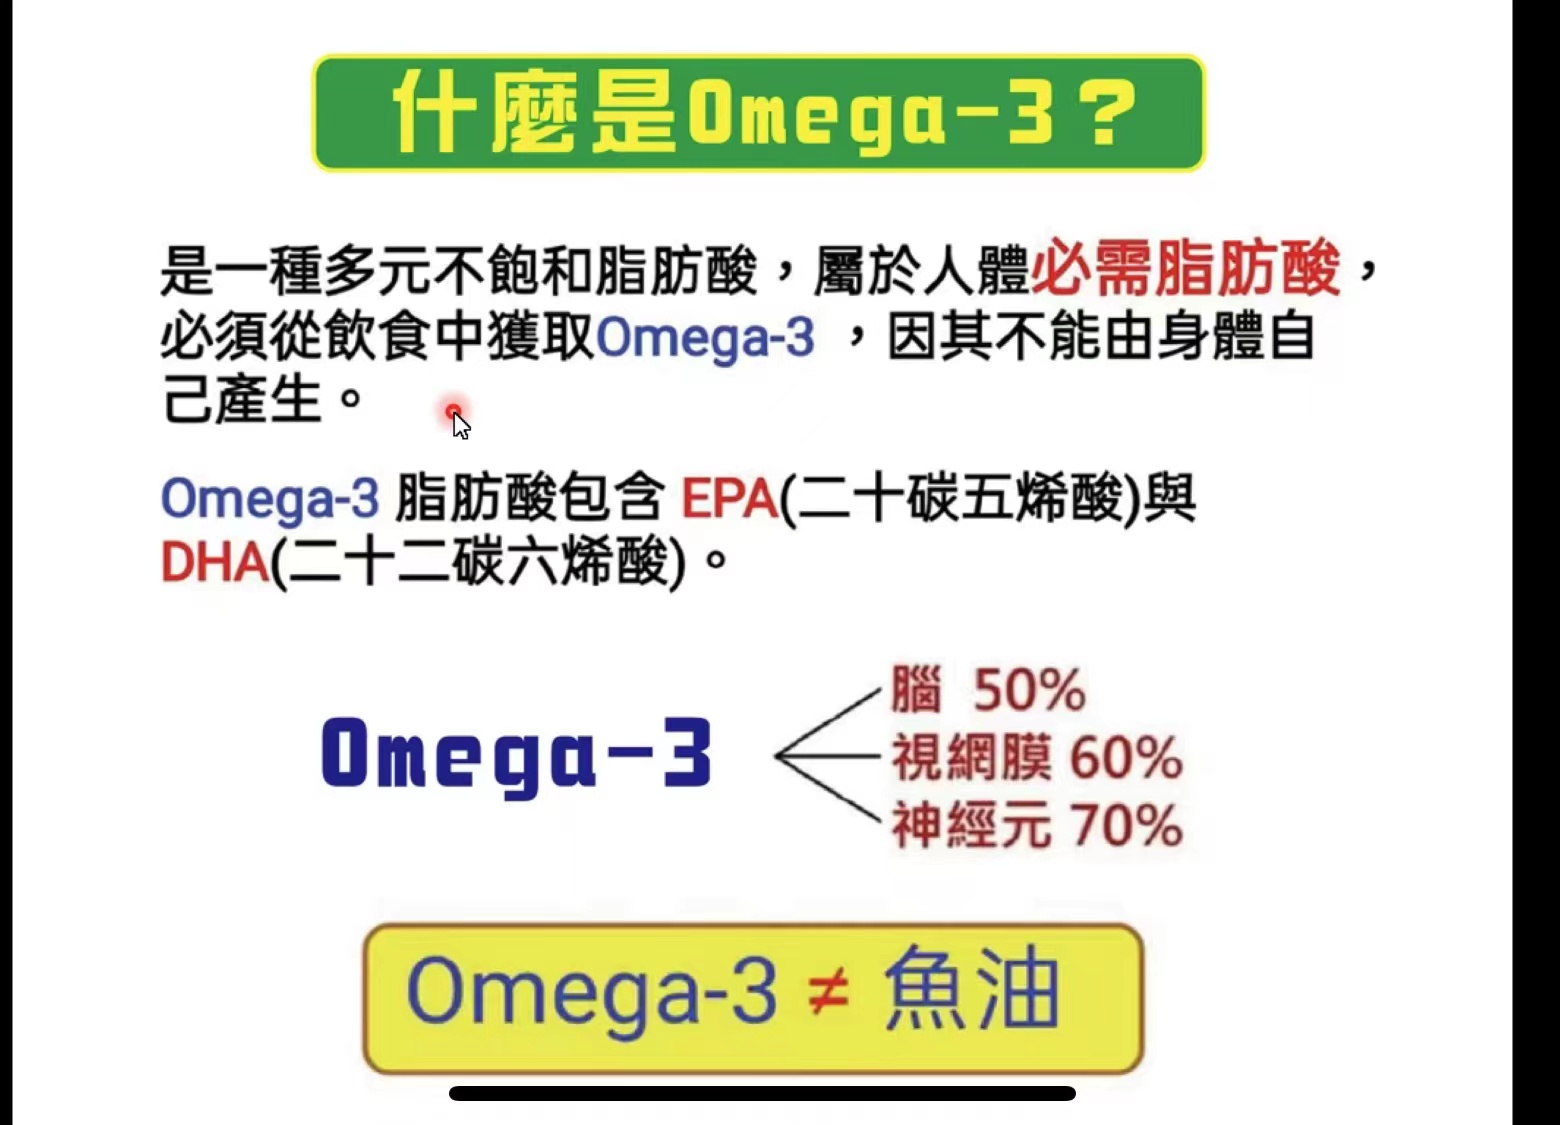 什麼是Omega-3？
是一種多元不飽和脂肪酸，屬於人體必需脂肪酸，
必須從飲食中獲取Omega-3 ，因其不能由身體自
己產生。
Omega-3 脂肪酸包含 EPA(二十碳五烯酸)與
DHA(二十二碳六烯酸)。
Omega-3
腦 50%
視網膜 60%
神經元 70%
Omega-3 ≠ 魚油